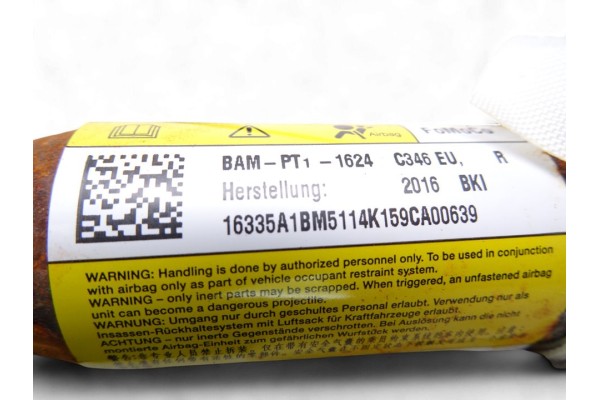 Airbag FoMoCo
BAM-PT1-1624 C346 EU, R
Herstellung: 2016 BKI
16335A1BM5114K159CA00639
WARNING: Handling is done by authorized personnel only. To be used in conjunction
with airbag only as part of vehicle occupant restraint system.
WARNING - only inert parts may be scrapped. When triggered, an unfastened airbag
unit can become a dangerous projectile.
WARNUNG: Umgang nur durch geschultes Personal erlaubt. Verwendung nur als
Insassen-Rückhaltesystem mit Luftsack für Kraftfahrzeuge erlaubt.
ACHTUNG - nur inerte Gegenstände verschrotten. Bei Auslösung kann die nicht
montierte Airbag-Einheit zum gefährlichen Wurfstück werden.